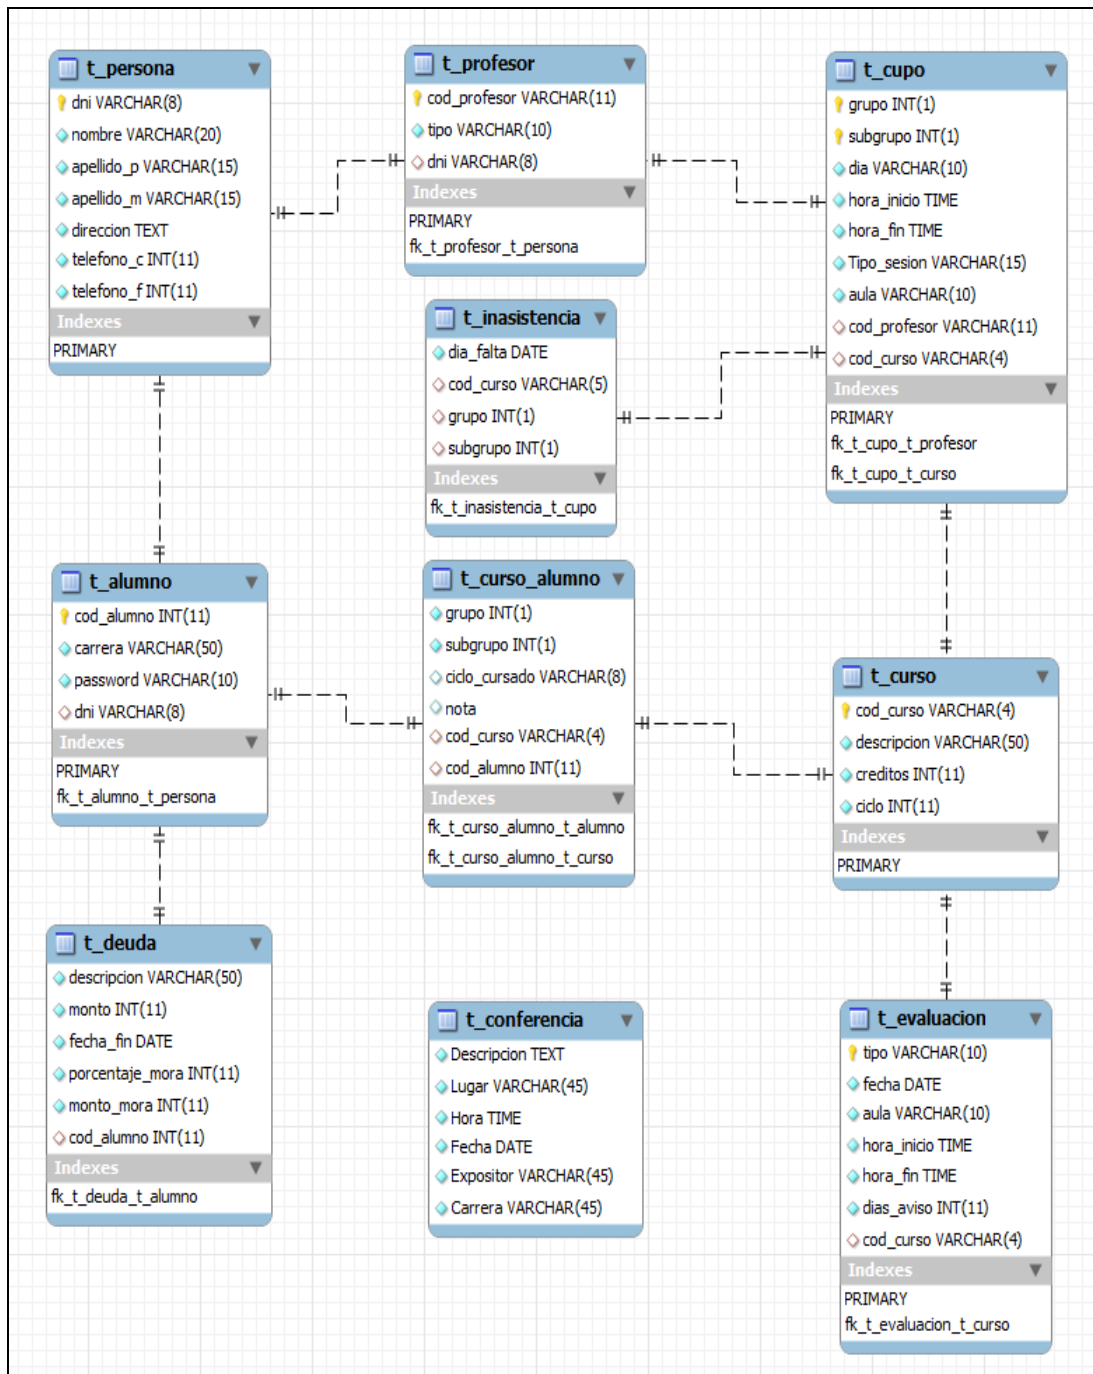 t_persona
dni VARCHAR(8)
nombre VARCHAR(20)
apellido_p VARCHAR(15)
apellido_m VARCHAR(15)
direccion TEXT
telefono_c INT(11)
telefono_f INT(11)
Indexes
PRIMARY
t_profesor
cod_profesor VARCHAR(11)
tipo VARCHAR(10)
dni VARCHAR(8)
Indexes
PRIMARY
fk_t_profesor_t_persona
t_cupo
grupo INT(1)
subgrupo INT(1)
dia VARCHAR(10)
hora_inicio TIME
hora_fin TIME
Tipo_sesion VARCHAR(15)
aula VARCHAR(10)
cod_profesor VARCHAR(11)
cod_curso VARCHAR(4)
Indexes
PRIMARY
fk_t_cupo_t_profesor
fk_t_cupo_t_curso
t_inasistencia
dia_falta DATE
cod_curso VARCHAR(5)
grupo INT(1)
subgrupo INT(1)
Indexes
fk_t_inasistencia_t_cupo
t_alumno
cod_alumno INT(11)
carrera VARCHAR(50)
password VARCHAR(10)
dni VARCHAR(8)
Indexes
PRIMARY
fk_t_alumno_t_persona
t_curso_alumno
grupo INT(1)
subgrupo INT(1)
ciclo_cursado VARCHAR(8)
nota
cod_curso VARCHAR(4)
cod_alumno INT(11)
Indexes
fk_t_curso_alumno_t_alumno
fk_t_curso_alumno_t_curso
t_curso
cod_curso VARCHAR(4)
descripcion VARCHAR(50)
creditos INT(11)
ciclo INT(11)
Indexes
PRIMARY
t_deuda
descripcion VARCHAR(50)
monto INT(11)
fecha_fin DATE
porcentaje_mora INT(11)
monto_mora INT(11)
cod_alumno INT(11)
Indexes
fk_t_deuda_t_alumno
t_conferencia
Descripcion TEXT
Lugar VARCHAR(45)
Hora TIME
Fecha DATE
Expositor VARCHAR(45)
Carrera VARCHAR(45)
t_evaluacion
tipo VARCHAR(10)
fecha DATE
aula VARCHAR(10)
hora_inicio TIME
hora_fin TIME
dias_aviso INT(11)
cod_curso VARCHAR(4)
Indexes
PRIMARY
fk_t_evaluacion_t_curso